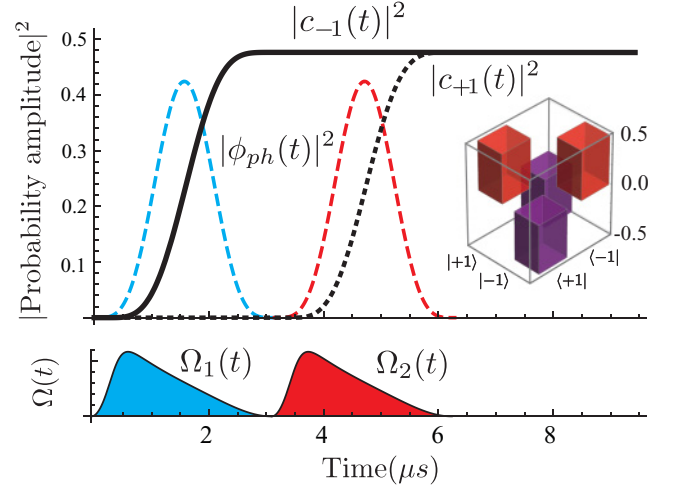 |c₋₁(t)|²
0.5
|c₊₁(t)|²
0.4
0.3
|ϕ_ph(t)|²
0.2
0.1
|Probability amplitude|²
0.5
0.0
-0.5
|+1⟩
|−1⟩
⟨+1|
⟨−1|
Ω₁(t)
Ω₂(t)
Ω(t)
2 4 6 8
Time(μs)